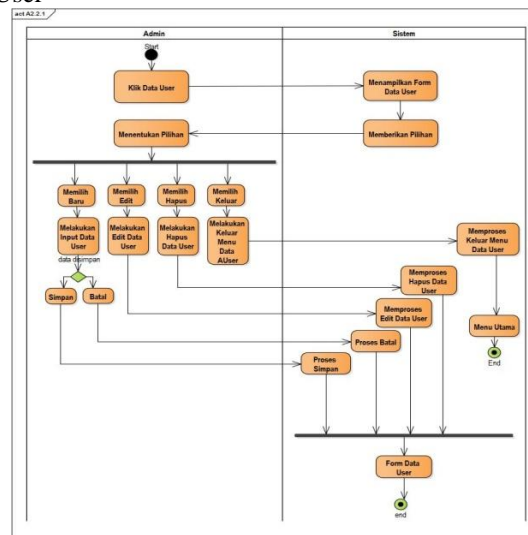 User
act A2.2.1
Admin
Sistem
Start
Klik Data User
Menampilkan Form
Data User
Menentukan Pilihan
Memberikan Pilihan
Memilih
Baru
Memilih
Edit
Memilih
Hapus
Memilih
Keluar
Melakukan
Input Data
User
Melakukan
Edit Data
User
Melakukan
Hapus
Data User
Melakukan
Keluar
Menu
Data
AUser
Memproses
Keluar Menu
Data User
data disimpan
Simpan
Batal
Memproses
Hapus Data
User
Memproses
Edit Data User
Menu Utama
Proses Batal
End
Proses
Simpan
Form Data
User
end